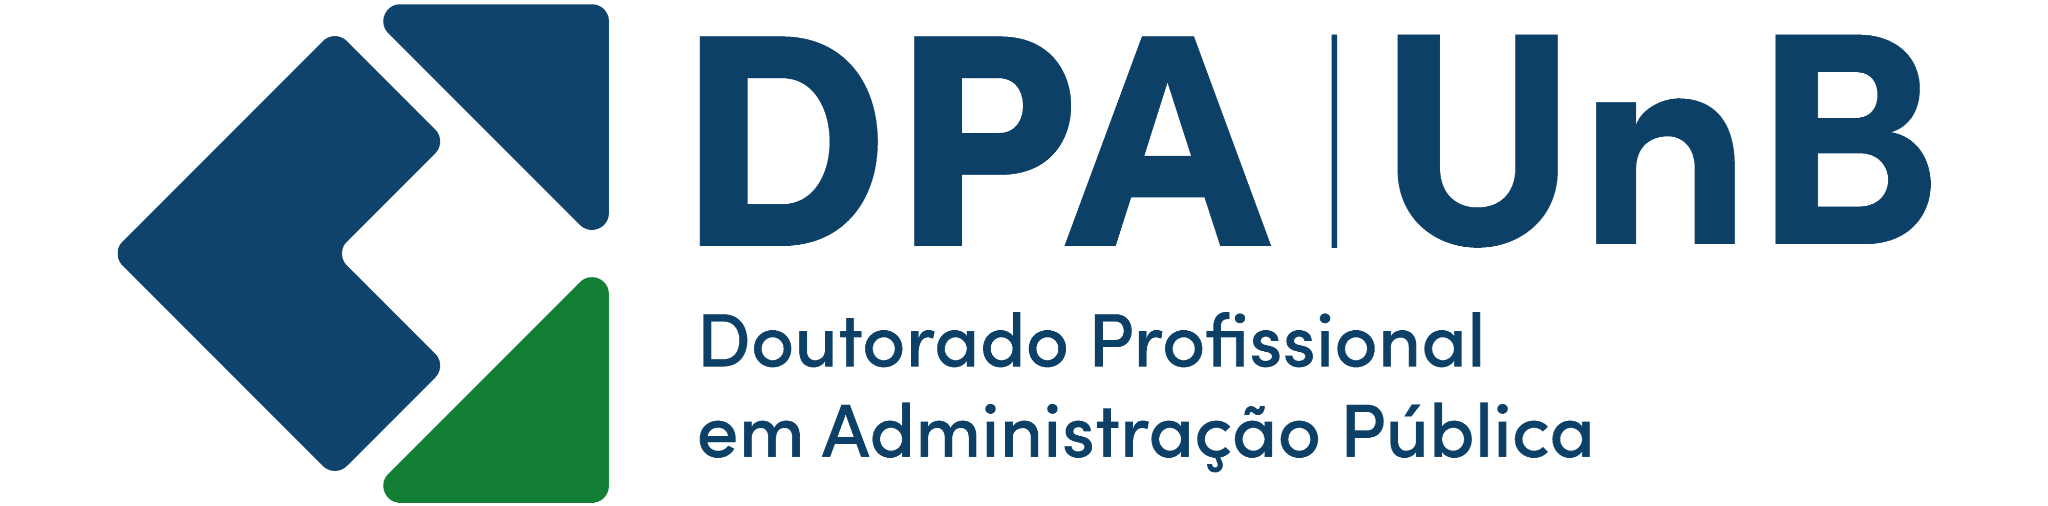 DPA | UnB
Doutorado Profissional
em Administração Pública